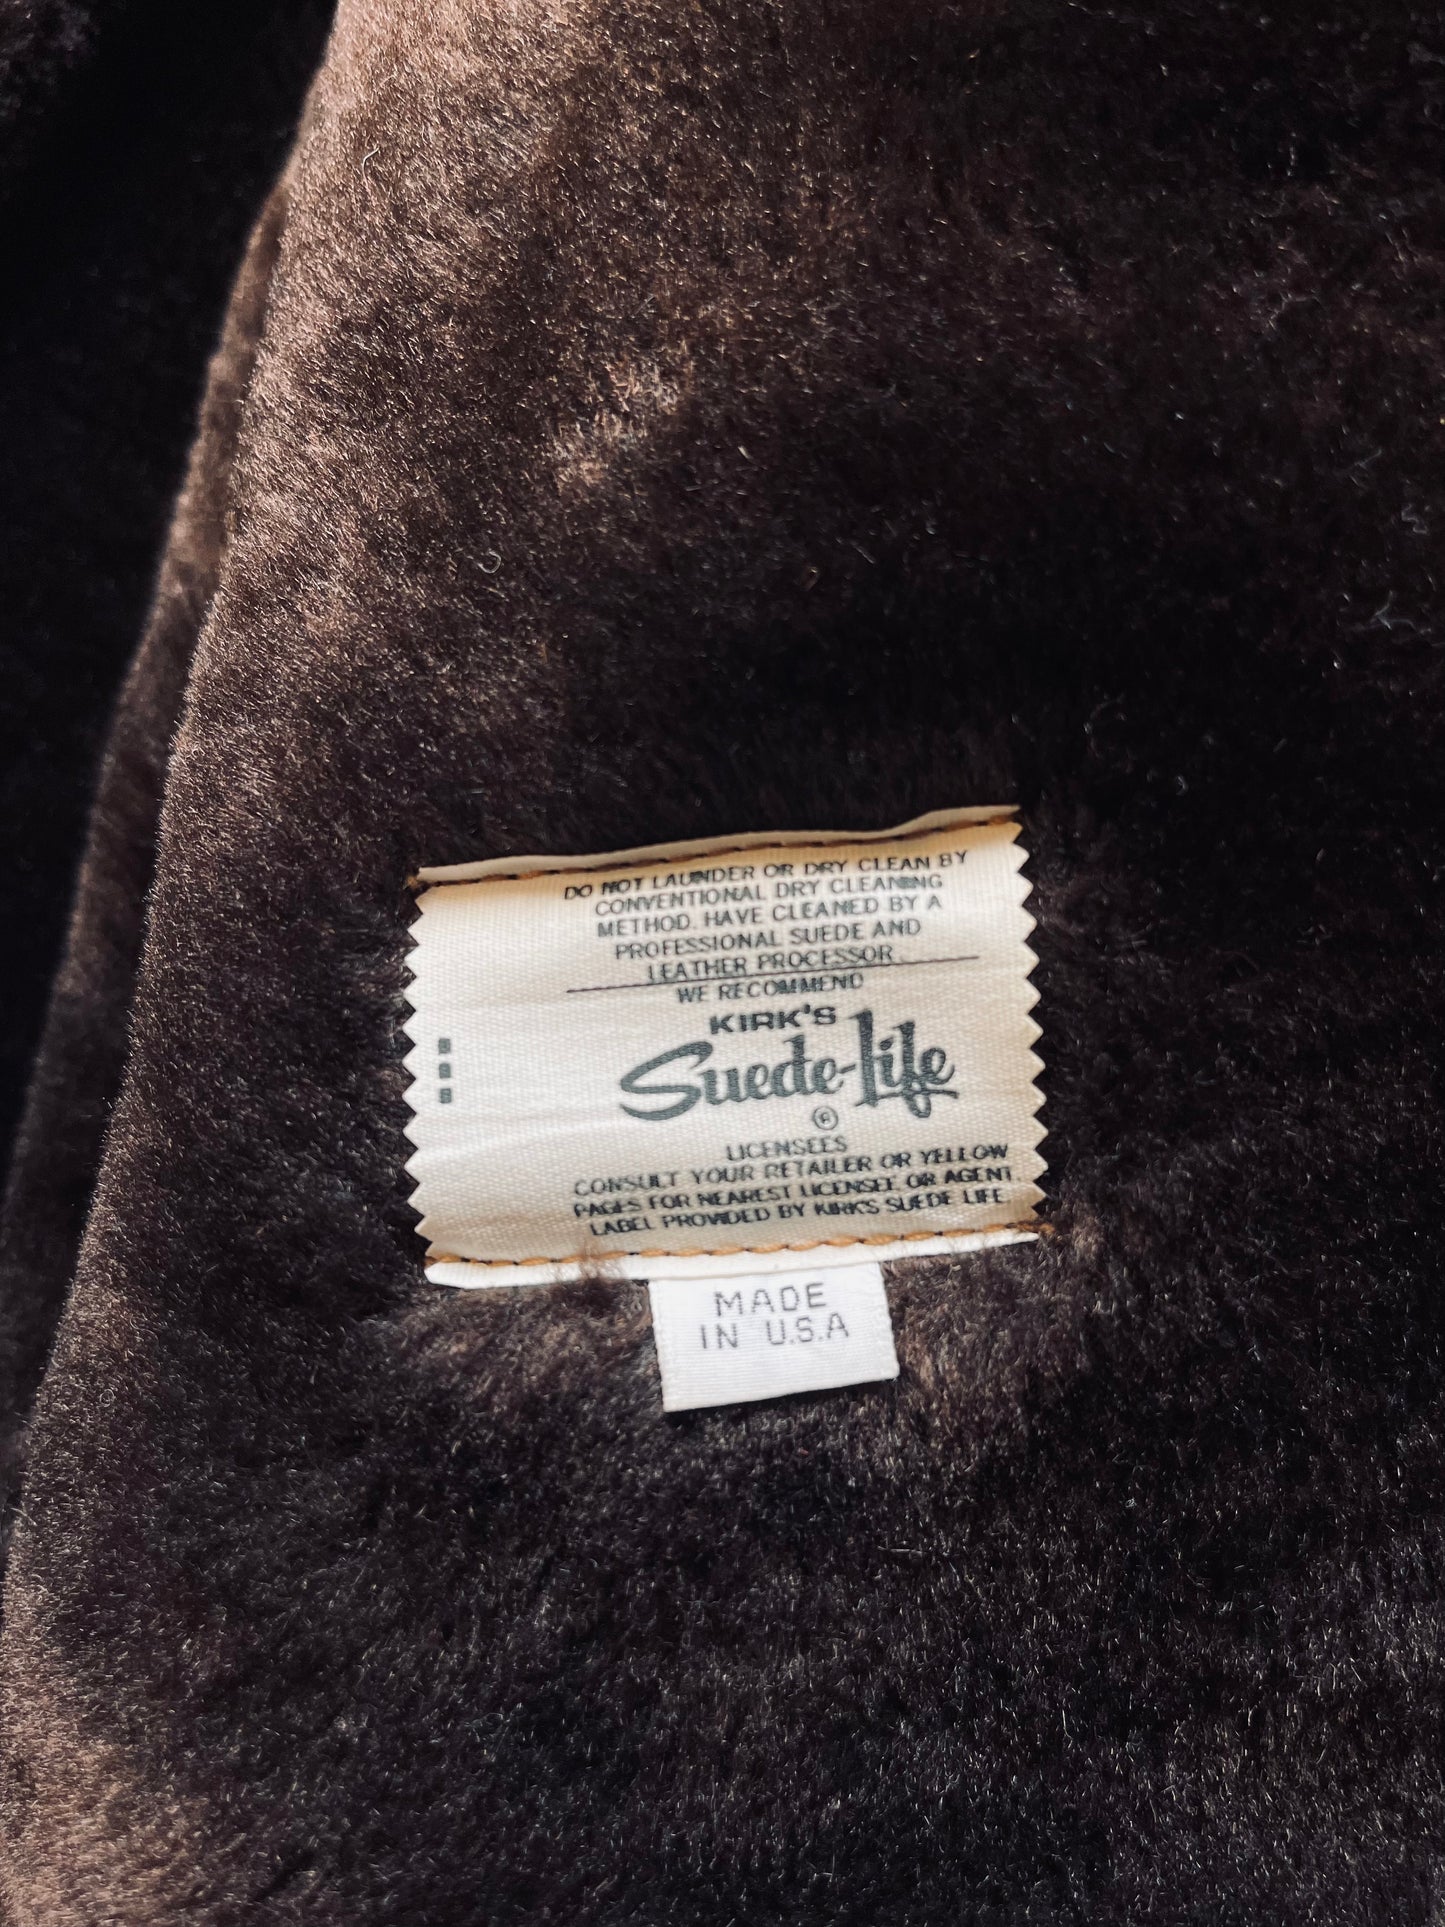 DO NOT LAUNDER OR DRY CLEAN BY
CONVENTIONAL DRY CLEANING
METHOD. HAVE CLEANED BY A
PROFESSIONAL SUEDE AND
LEATHER PROCESSOR
WE RECOMMEND
KIRK'S
Suede-Life
®
LICENSEES
CONSULT YOUR RETAILER OR YELLOW
PAGES FOR NEAREST LICENSEE OR AGENT.
LABEL PROVIDED BY KIRK'S SUEDE LIFE.
MADE
IN U.S.A